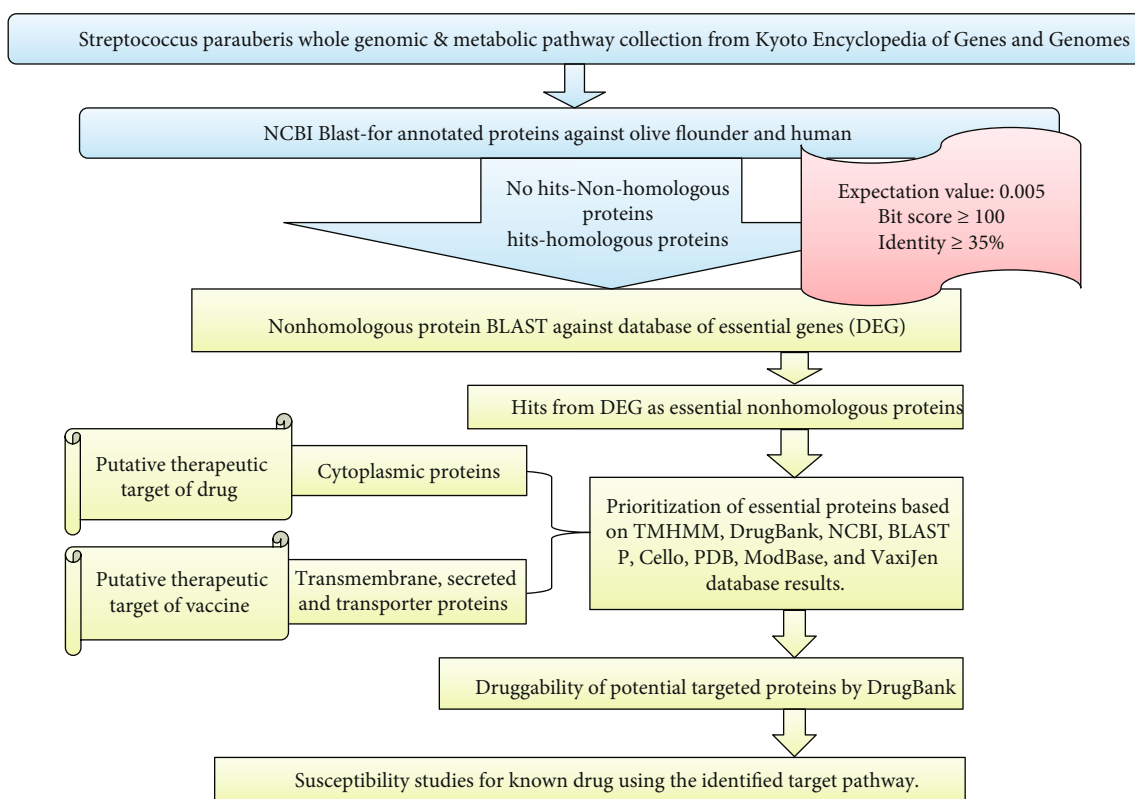 Streptococcus parauberis whole genomic & metabolic pathway collection from Kyoto Encyclopedia of Genes and Genomes
NCBI Blast-for annotated proteins against olive flounder and human
No hits-Non-homologous
proteins
hits-homologous proteins
Expectation value: 0.005
Bit score ≥ 100
Identity ≥ 35%
Nonhomologous protein BLAST against database of essential genes (DEG)
Hits from DEG as essential nonhomologous proteins
Putative therapeutic
target of drug
Cytoplasmic proteins
Prioritization of essential proteins based
on TMHMM, DrugBank, NCBI, BLAST
P, Cello, PDB, ModBase, and VaxiJen
database results.
Putative therapeutic
target of vaccine
Transmembrane, secreted
and transporter proteins
Druggability of potential targeted proteins by DrugBank
Susceptibility studies for known drug using the identified target pathway.